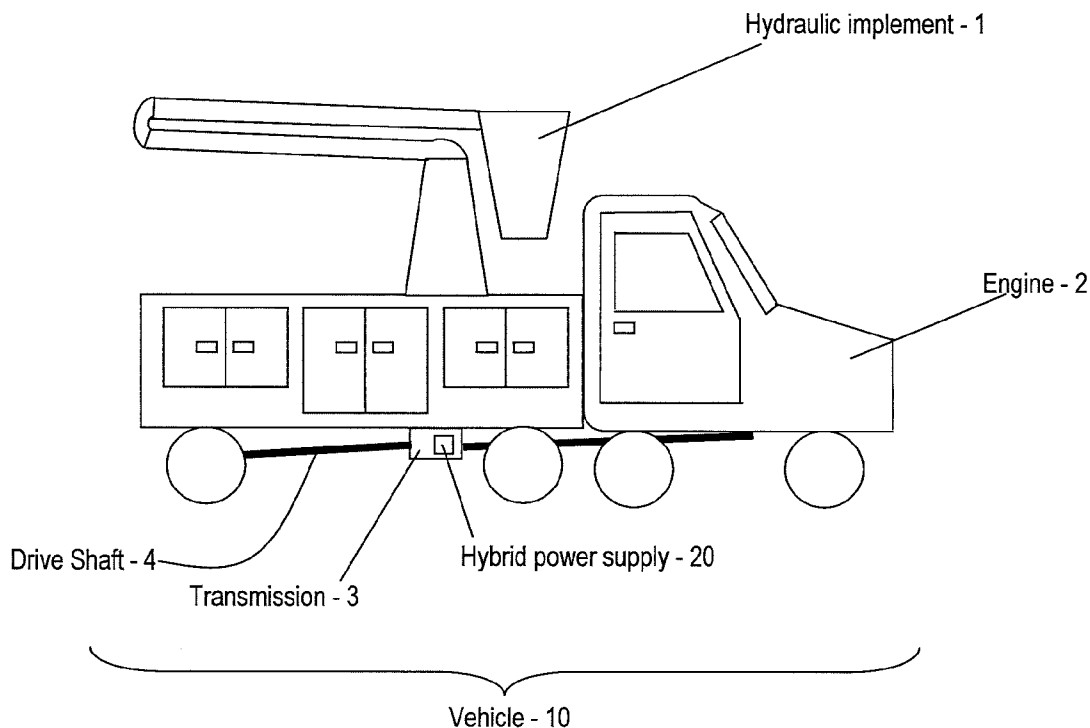 Hydraulic implement - 1
Engine - 2
Drive Shaft - 4
Hybrid power supply - 20
Transmission - 3
Vehicle - 10